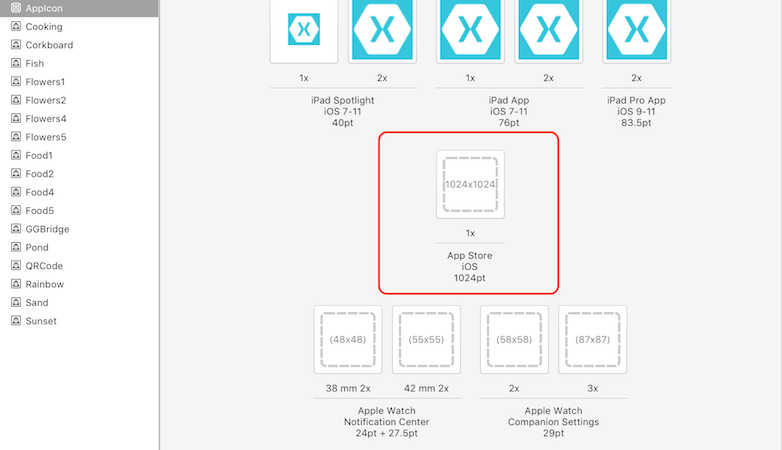 AppIcon
Cooking
Corkboard
Fish
Flowers1
Flowers2
Flowers4
Flowers5
Food1
Food2
Food4
Food5
GGBridge
Pond
QRCode
Rainbow
Sand
Sunset
1x 2x 1x 2x 2x
iPad Spotlight
iOS 7-11
40pt
iPad App
iOS 7-11
76pt
iPad Pro App
iOS 9-11
83.5pt
1024x1024
1x
App Store
iOS
1024pt
(48x48) (55x55) (58x58) (87x87)
38 mm 2x 42 mm 2x 2x 3x
Apple Watch
Notification Center
24pt + 27.5pt
Apple Watch
Companion Settings
29pt